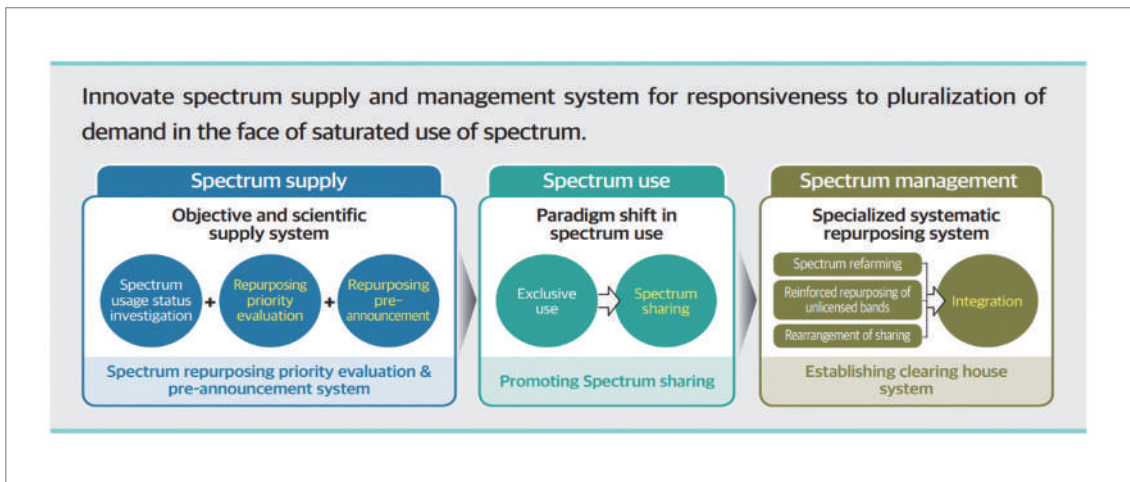 Innovate spectrum supply and management system for responsiveness to pluralization of
demand in the face of saturated use of spectrum.
Spectrum supply
Objective and scientific
supply system
Spectrum
usage status
investigation
+
Repurposing
priority
evaluation
+
Repurposing
pre-
announcement
Spectrum repurposing priority evaluation &
pre-announcement system
Spectrum use
Paradigm shift in
spectrum use
Exclusive
use
Spectrum
sharing
Promoting Spectrum sharing
Spectrum management
Specialized systematic
repurposing system
Spectrum refarming
Reinforced repurposing of
unlicensed bands
Rearrangement of sharing
Integration
Establishing clearing house
system